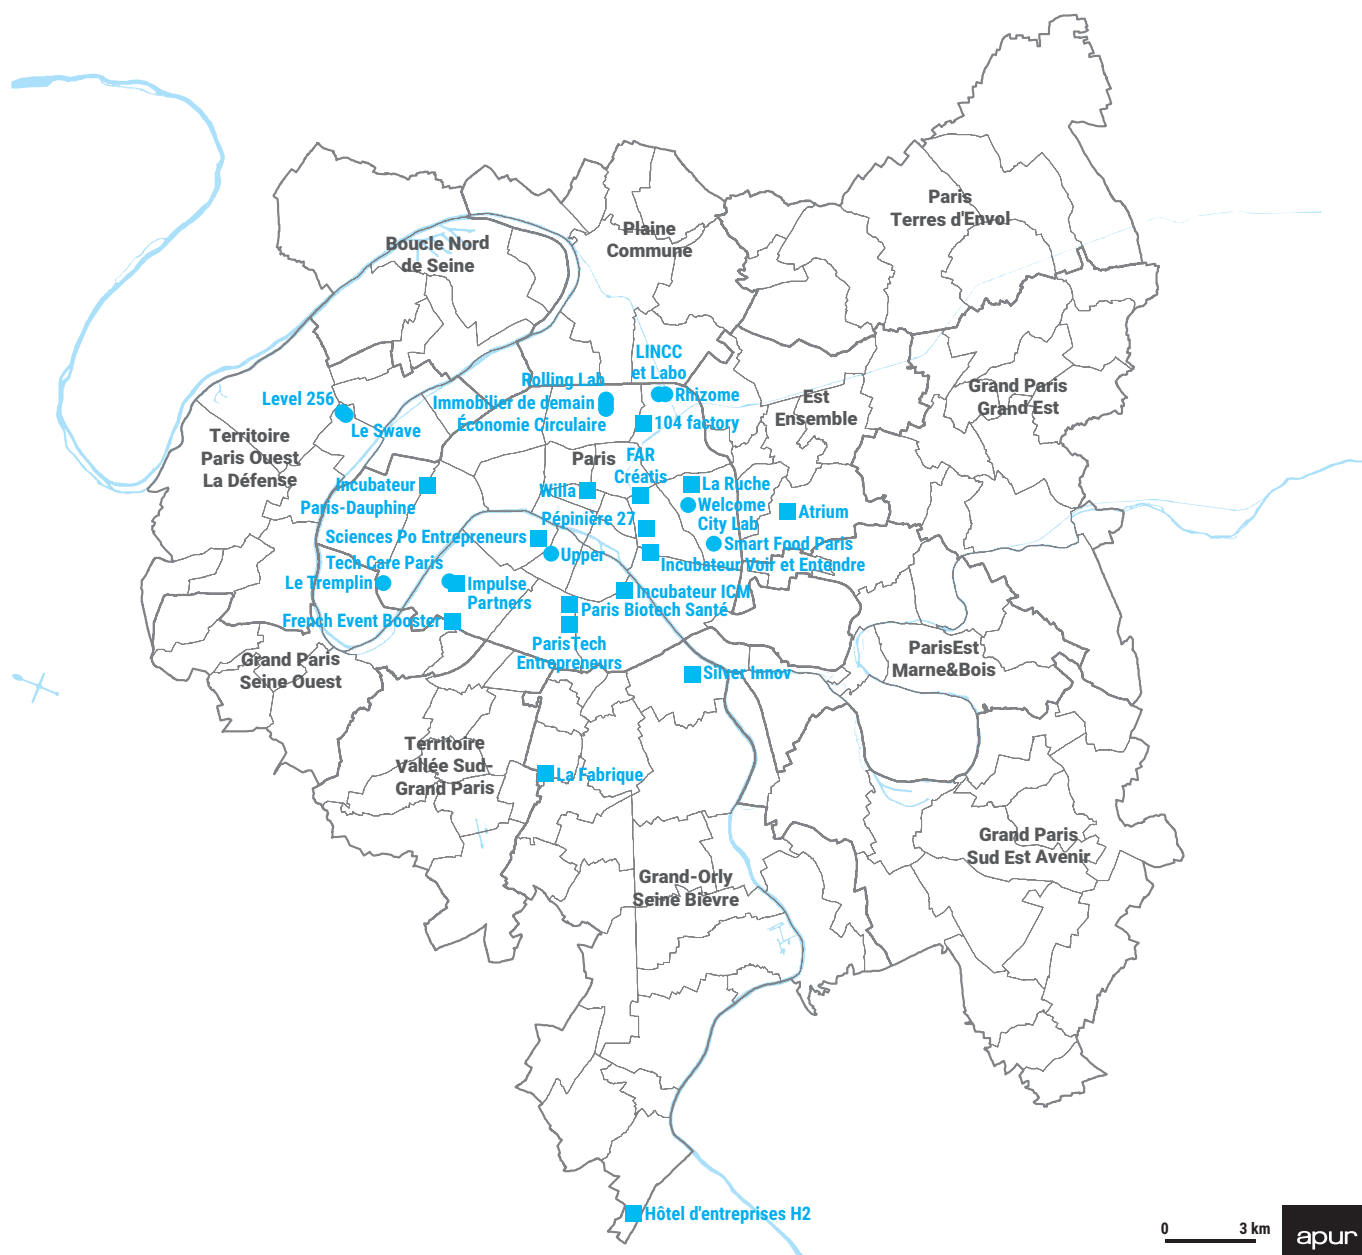 Paris
Terres d'Envol
Plaine
Commune
Boucle Nord
de Seine
LINCC
et Labo
Rolling Lab
Rhizome
Level 256
Immobilier de demain
Économie Circulaire
104 factory
Le Swave
Est
Ensemble
Grand Paris
Grand Est
Territoire
Paris Ouest
La Défense
Paris
FAR
Créatis
Incubateur
Paris-Dauphine
Willa
La Ruche
Welcome
City Lab
Atrium
Pépinière 27
Sciences Po Entrepreneurs
Upper
Smart Food Paris
Incubateur Voir et Entendre
Tech Care Paris
Le Tremplin
Impulse
Partners
Incubateur ICM
Paris Biotech Santé
French Event Booster
ParisTech
Entrepreneurs
Grand Paris
Seine Ouest
Silver Innov
ParisEst
Marne&Bois
Territoire
Vallée Sud-
Grand Paris
La Fabrique
Grand Paris
Sud Est Avenir
Grand-Orly
Seine Bièvre
Hôtel d'entreprises H2
0 3 km
apur